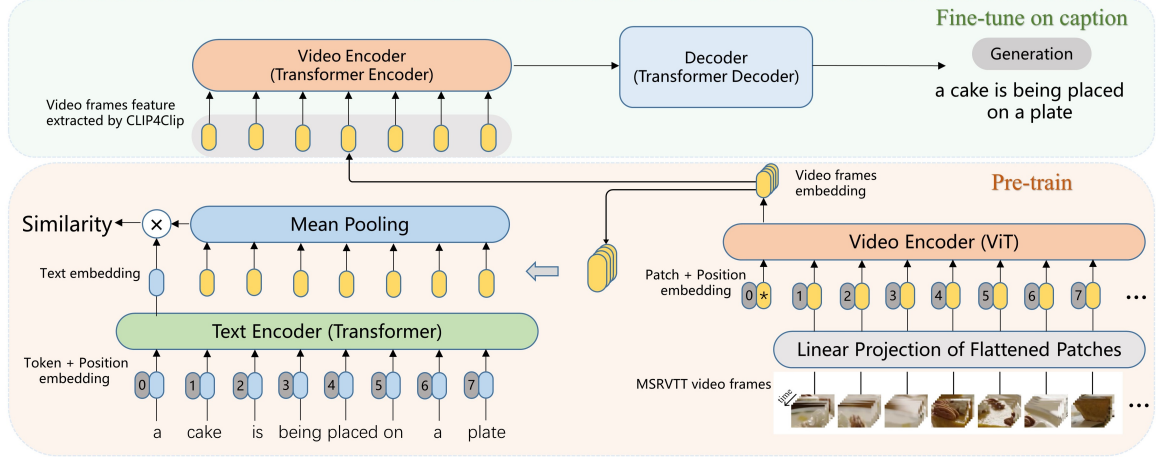 Fine-tune on caption
Video Encoder
(Transformer Encoder)
Decoder
(Transformer Decoder)
Generation
a cake is being placed
on a plate
Video frames feature
extracted by CLIP4Clip
Pre-train
Video frames
embedding
Similarity
×
Mean Pooling
Video Encoder (ViT)
Text embedding
Patch + Position
embedding
0 * 1 2 3 4 5 6 7 ...
Text Encoder (Transformer)
Linear Projection of Flattened Patches
Token + Position
embedding
0 1 2 3 4 5 6 7
MSRVTT video frames
time
...
a cake is being placed on a plate